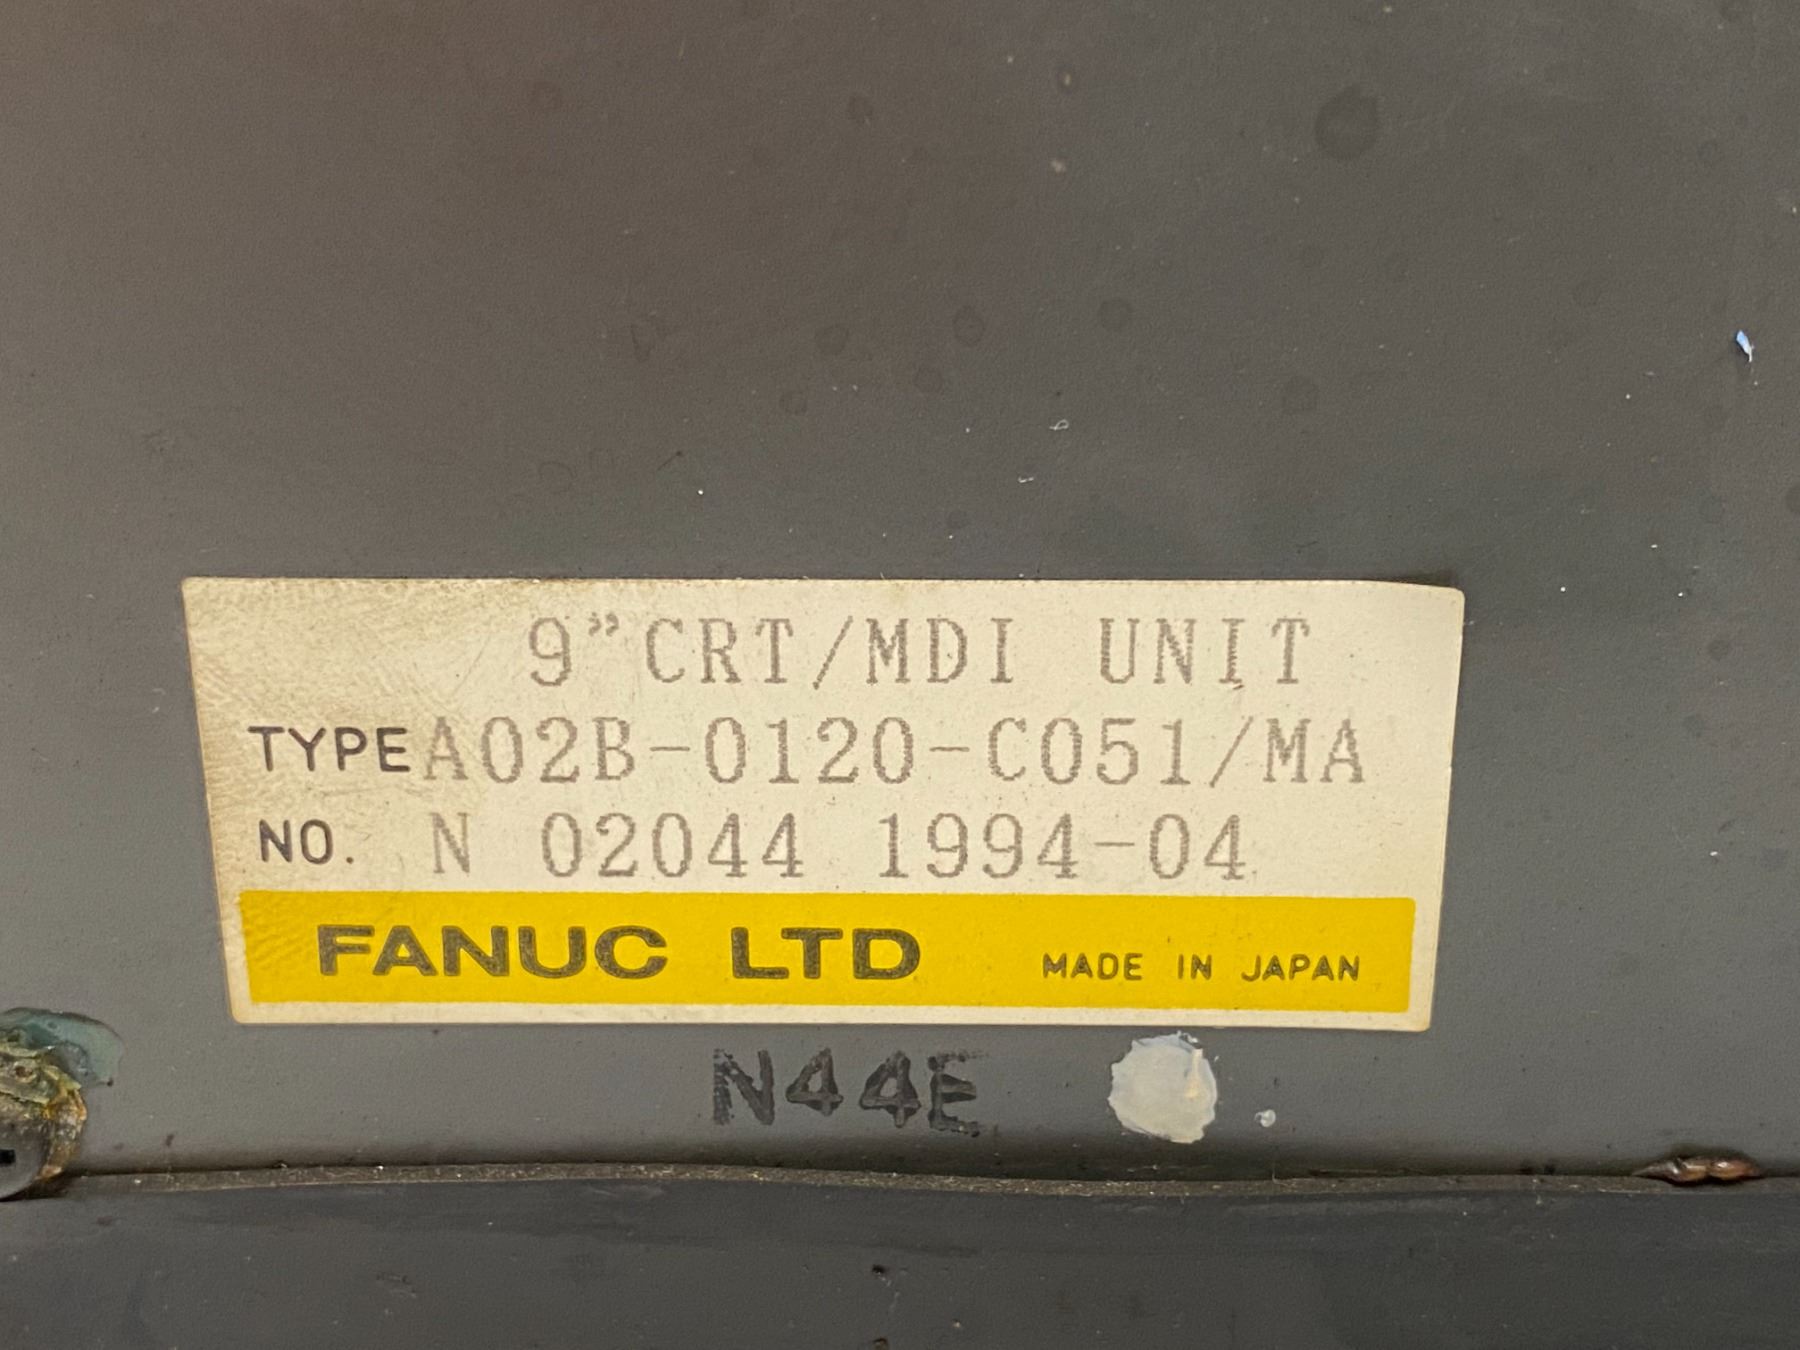 9”CRT/MDI UNIT
TYPE A02B-0120-C051/MA
NO. N 02044 1994-04
FANUC LTD MADE IN JAPAN
N44E